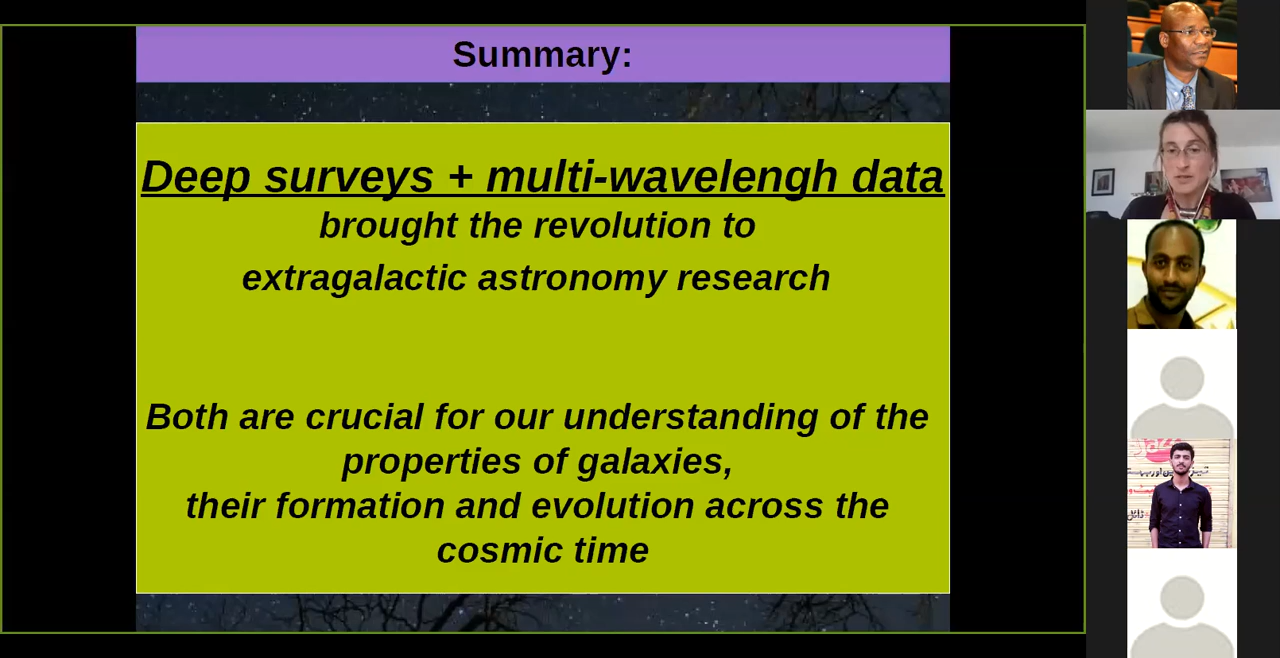 Summary:
Deep surveys + multi-wavelengh data
brought the revolution to
extragalactic astronomy research
Both are crucial for our understanding of the
properties of galaxies,
their formation and evolution across the
cosmic time